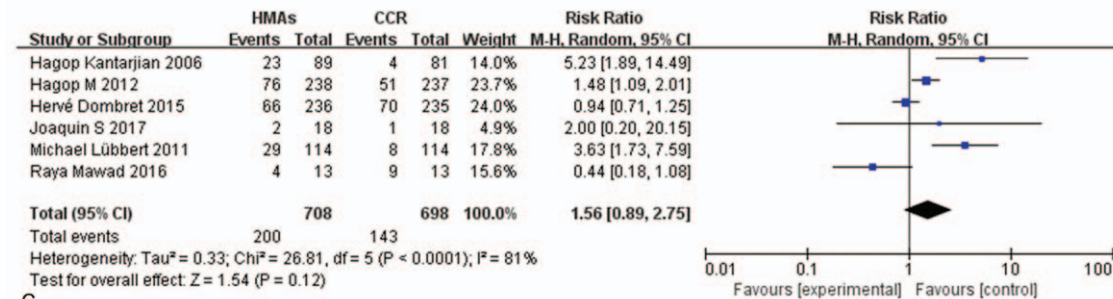 HMAs CCR Risk Ratio Risk Ratio
Study or Subgroup Events Total Events Total Weight M-H, Random, 95% CI M-H, Random, 95% CI
Hagop Kantarjian 2006 23 89 4 81 14.0% 5.23 [1.89, 14.49]
Hagop M 2012 76 238 51 237 23.7% 1.48 [1.09, 2.01]
Hervé Dombret 2015 66 236 70 235 24.0% 0.94 [0.71, 1.25]
Joaquin S 2017 2 18 1 18 4.9% 2.00 [0.20, 20.15]
Michael Lübbert 2011 29 114 8 114 17.8% 3.63 [1.73, 7.59]
Raya Mawad 2016 4 13 9 13 15.6% 0.44 [0.18, 1.08]
Total (95% CI) 708 698 100.0% 1.56 [0.89, 2.75]
Total events 200 143
Heterogeneity: Tau² = 0.33; Chi² = 26.81, df = 5 (P < 0.0001); I² = 81%
Test for overall effect: Z = 1.54 (P = 0.12)
0.01 0.1 1 10 100
Favours [experimental] Favours [control]